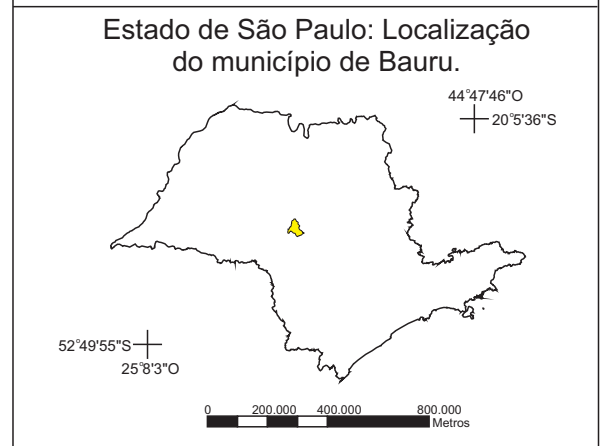 Estado de São Paulo: Localização
do município de Bauru.
44°47'46"O
20°5'36"S
52°49'55"S
25°8'3"O
0 200.000 400.000 800.000
Metros